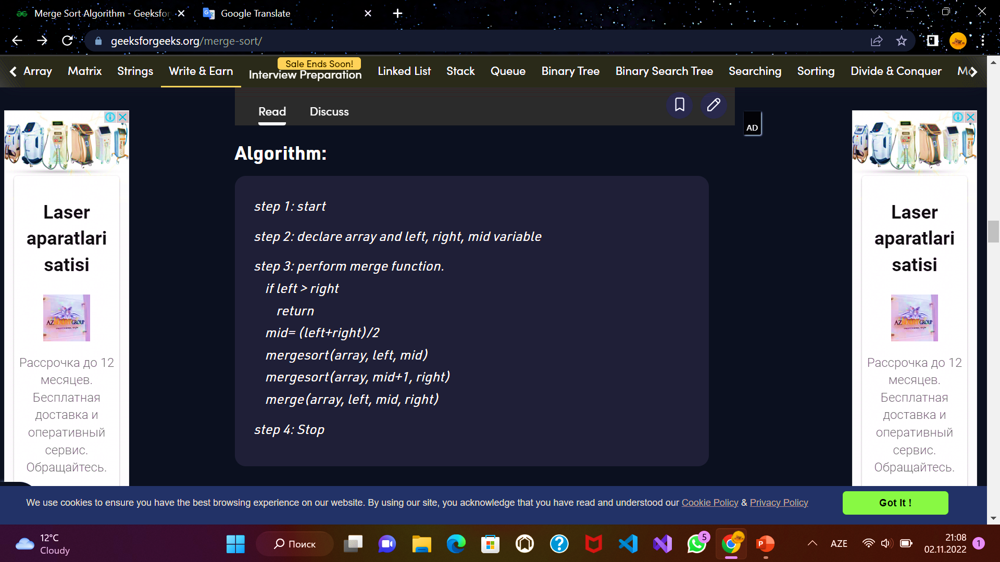 Merge Sort Algorithm - Geeksfor
Google Translate
geeksforgeeks.org/merge-sort/
Array
Matrix
Strings
Write & Earn
Sale Ends Soon!
Interview Preparation
Linked List
Stack
Queue
Binary Tree
Binary Search Tree
Searching
Sorting
Divide & Conquer
Read
Discuss
AD
Algorithm:
step 1: start
step 2: declare array and left, right, mid variable
step 3: perform merge function.
if left > right
return
mid= (left+right)/2
mergesort(array, left, mid)
mergesort(array, mid+1, right)
merge(array, left, mid, right)
step 4: Stop
Laser
aparatlari
satisi
AZBEAUTYGROUP
Рассрочка до 12
месяцев.
Бесплатная
доставка и
оперативный
сервис.
Обращайтесь.
Laser
aparatlari
satisi
AZBEAUTYGROUP
Рассрочка до 12
месяцев.
Бесплатная
доставка и
оперативный
сервис.
Обращайтесь.
We use cookies to ensure you have the best browsing experience on our website. By using our site, you acknowledge that you have read and understood our Cookie Policy & Privacy Policy
Got It !
12°C
Cloudy
Поиск
5
AZE
21:08
02.11.2022
1